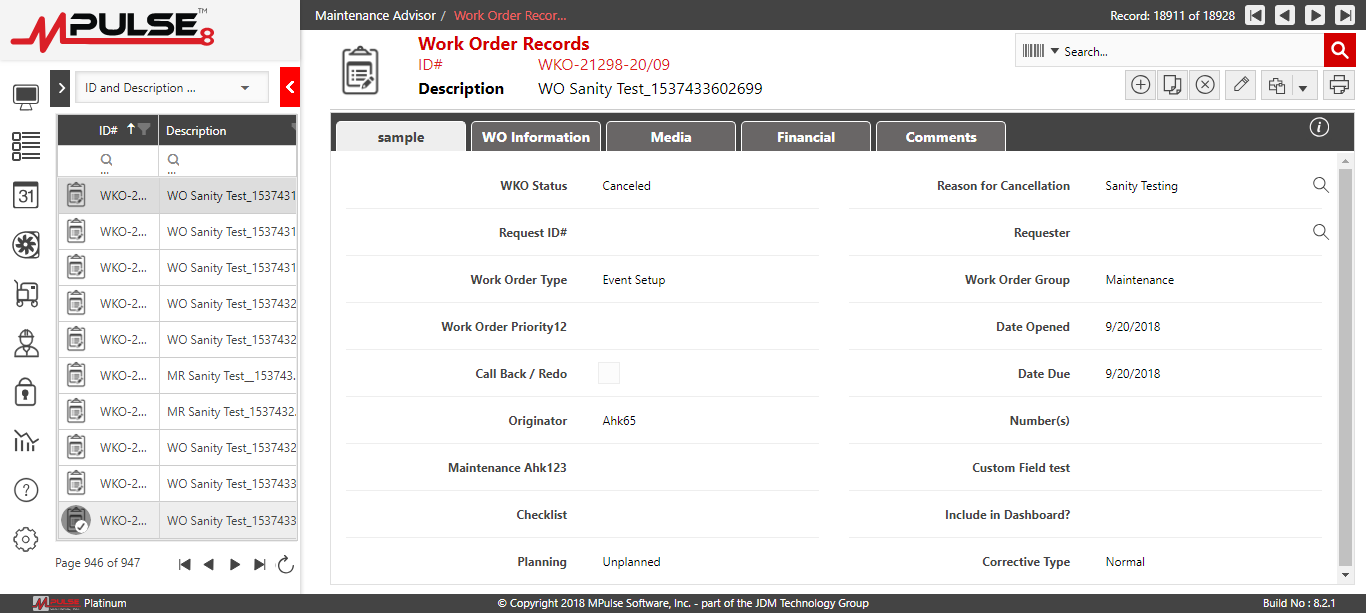 MPULSE 8 ™
Maintenance Advisor / Work Order Recor...
Record: 18911 of 18928
Work Order Records
ID# WKO-21298-20/09
Description WO Sanity Test_1537433602699
Search...
ID and Description ...
ID# Description
...
...
31
WKO-2... WO Sanity Test_1537431
WKO-2... WO Sanity Test_1537431
WKO-2... WO Sanity Test_1537431
WKO-2... WO Sanity Test_1537432
WKO-2... WO Sanity Test_1537432
WKO-2... MR Sanity Test__153743.
WKO-2... MR Sanity Test_1537432.
WKO-2... WO Sanity Test_1537432
WKO-2... WO Sanity Test_1537433
WKO-2... WO Sanity Test_1537433
?
Page 946 of 947
sample
WO Information
Media
Financial
Comments
i
WKO Status Canceled
Reason for Cancellation Sanity Testing
Request ID#
Requester
Work Order Type Event Setup
Work Order Group Maintenance
Work Order Priority12
Date Opened 9/20/2018
Call Back / Redo
Date Due 9/20/2018
Originator Ahk65
Number(s)
Maintenance Ahk123
Custom Field test
Checklist
Include in Dashboard?
Planning Unplanned
Corrective Type Normal
MPULSE Platinum
© Copyright 2018 MPulse Software, Inc. - part of the JDM Technology Group
Build No : 8.2.1